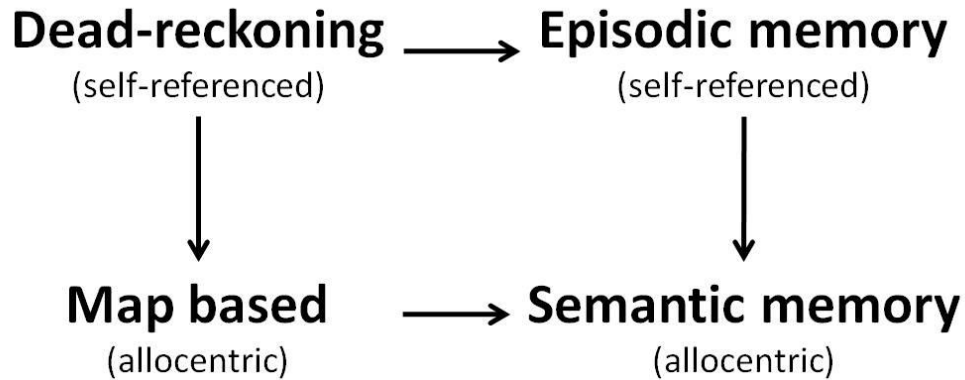 Dead-reckoning Episodic memory
(self-referenced) (self-referenced)
Map based Semantic memory
(allocentric) (allocentric)